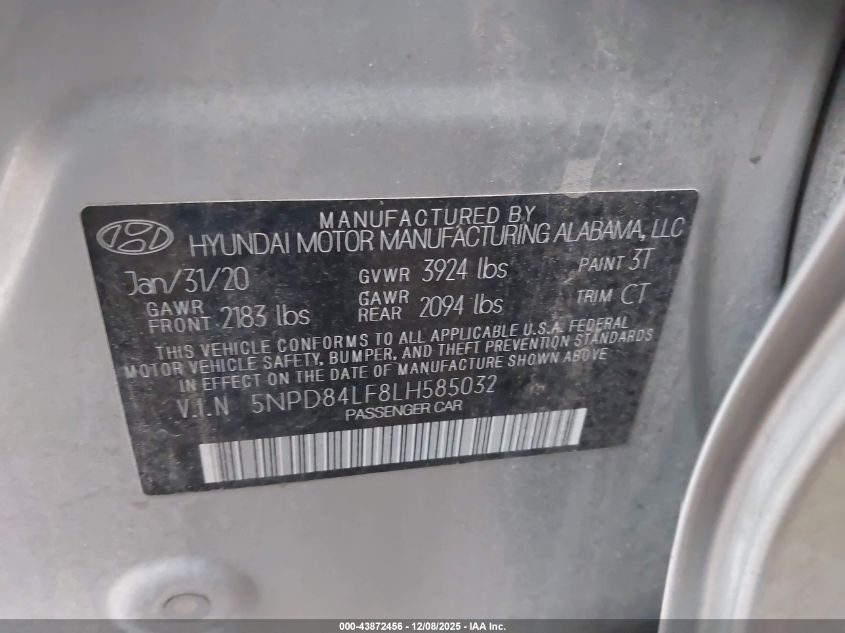 MANUFACTURED BY
HYUNDAI MOTOR MANUFACTURING ALABAMA, LLC
Jan/31/20 GVWR 3924 lbs PAINT 3T
GAWR FRONT 2183 lbs GAWR REAR 2094 lbs TRIM CT
THIS VEHICLE CONFORMS TO ALL APPLICABLE U.S.A. FEDERAL
MOTOR VEHICLE SAFETY, BUMPER, AND THEFT PREVENTION STANDARDS
IN EFFECT ON THE DATE OF MANUFACTURE SHOWN ABOVE
V.I.N 5NPD84LF8LH585032
PASSENGER CAR
000-43872456 - 12/08/2025 - IAA Inc.